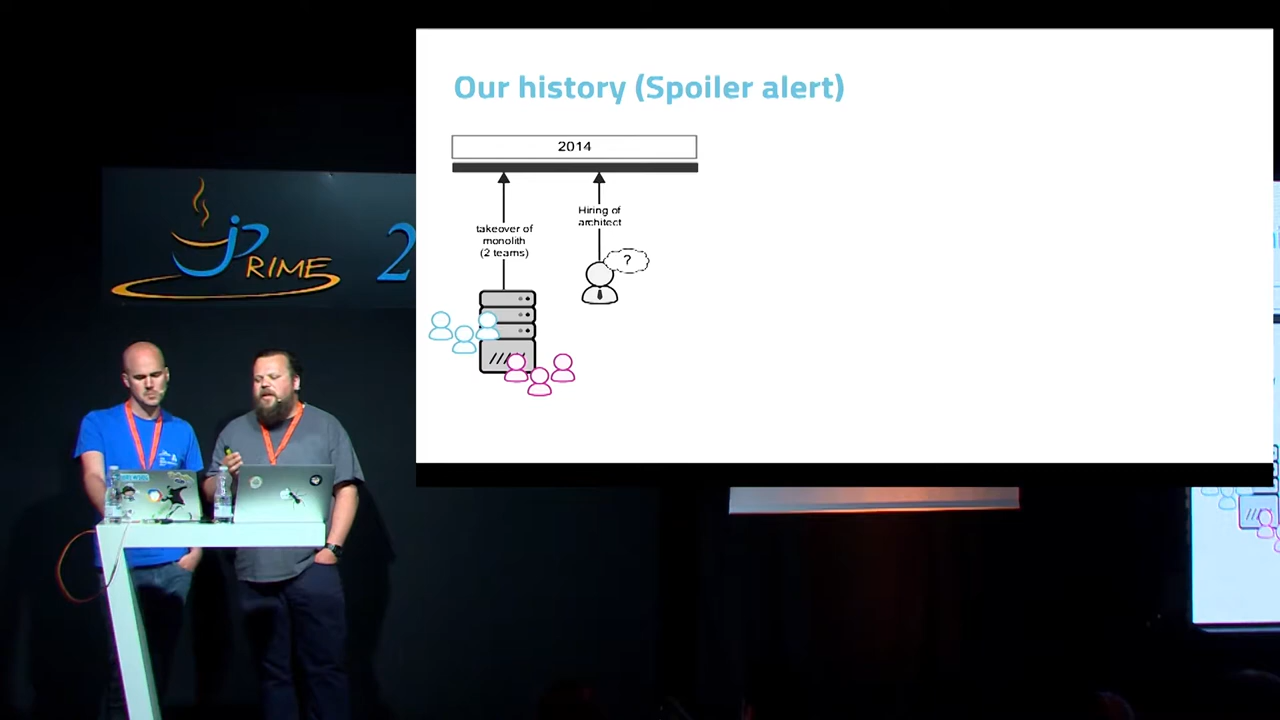 Our history (Spoiler alert)
2014
takeover of
monolith
(2 teams)
Hiring of
architect
?
jPRIME 2